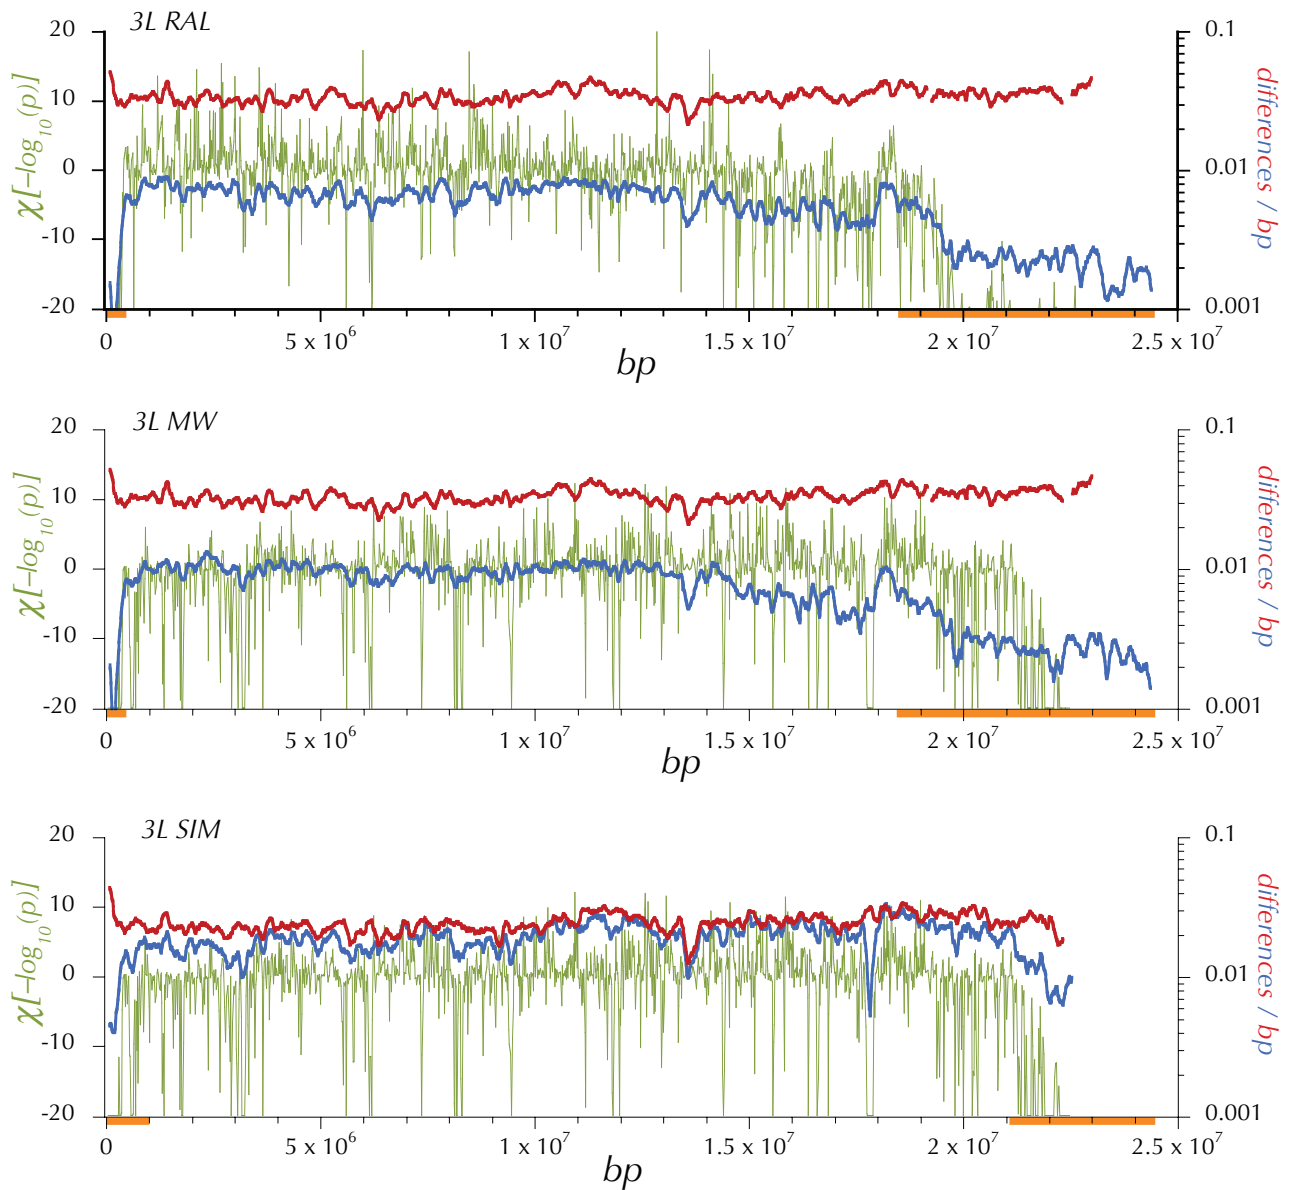 3L RAL
20
10
0
-10
-20
χ[-log10(p)]
0.1
0.01
0.001
differences / bp
0
5 x 10^6
1 x 10^7
1.5 x 10^7
2 x 10^7
2.5 x 10^7
bp
3L MW
20
10
0
-10
-20
χ[-log10(p)]
0.1
0.01
0.001
differences / bp
0
5 x 10^6
1 x 10^7
1.5 x 10^7
2 x 10^7
2.5 x 10^7
bp
3L SIM
20
10
0
-10
-20
χ[-log10(p)]
0.1
0.01
0.001
differences / bp
0
5 x 10^6
1 x 10^7
1.5 x 10^7
2 x 10^7
2.5 x 10^7
bp